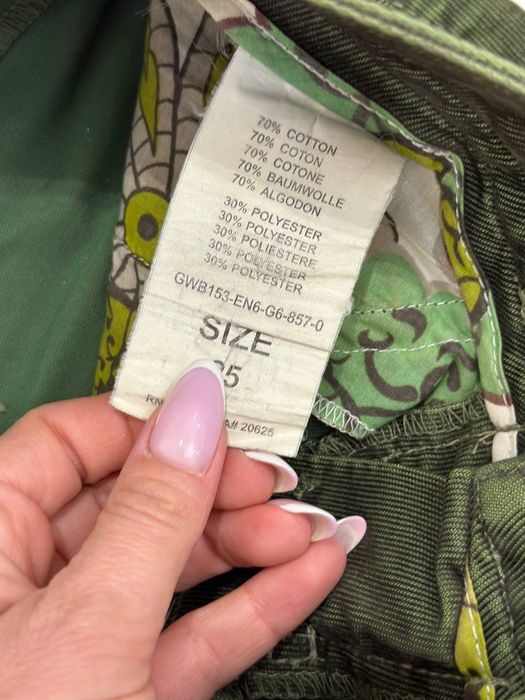 70% COTTON
70% COTON
70% COTONE
70% BAUMWOLLE
70% ALGODON
30% POLYESTER
30% POLYESTER
30% POLIESTERE
30% POLYESTER
30% POLYESTER
GWB153-EN6-G6-857-0
SIZE
A# 20625